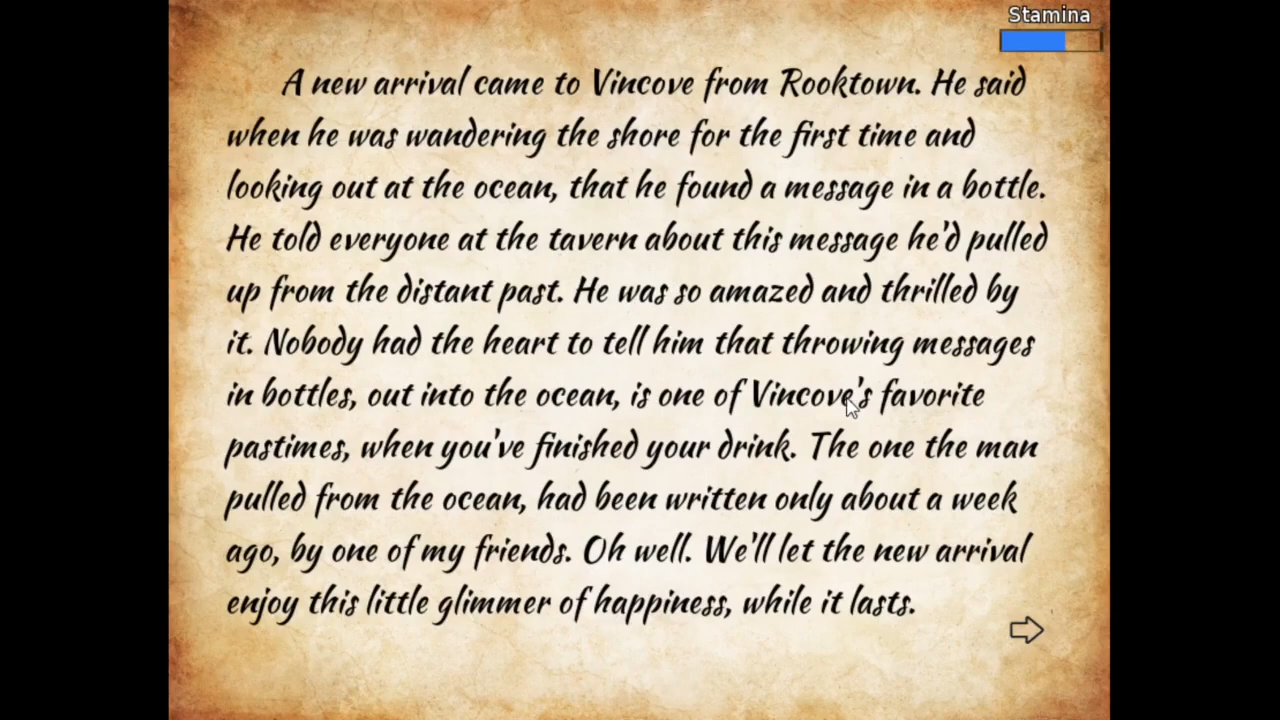 Stamina
A new arrival came to Vincove from Rooktown. He said
when he was wandering the shore for the first time and
looking out at the ocean, that he found a message in a bottle.
He told everyone at the tavern about this message he'd pulled
up from the distant past. He was so amazed and thrilled by
it. Nobody had the heart to tell him that throwing messages
in bottles, out into the ocean, is one of Vincove's favorite
pastimes, when you've finished your drink. The one the man
pulled from the ocean, had been written only about a week
ago, by one of my friends. Oh well. We'll let the new arrival
enjoy this little glimmer of happiness, while it lasts.